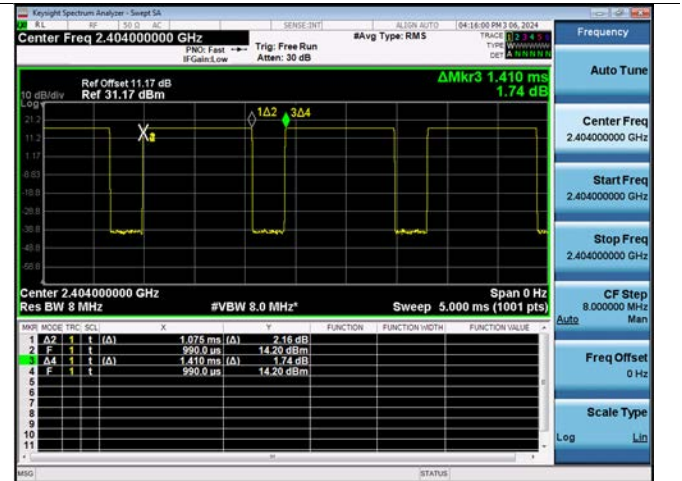 Keysight Spectrum Analyzer - Swept SA
RL RF 50 Ω AC SENSE:INT ALIGN AUTO 04:16:00 PM 3 06, 2024
Center Freq 2.404000000 GHz
PNO: Fast
IFGain:Low
Trig: Free Run
Atten: 30 dB
#Avg Type: RMS
TRACE 1 2 3 4 5
TYPE WWWWWW
DET A N N N N N
Ref Offset 11.17 dB
10 dB/div Ref 31.17 dBm
ΔMkr3 1.410 ms
1.74 dB
Log
21.2
11.2
1.17
-8.83
-18.8
-28.8
-38.8
-48.8
-58.8
2
1Δ2
3Δ4
Center 2.404000000 GHz Span 0 Hz
Res BW 8 MHz #VBW 8.0 MHz* Sweep 5.000 ms (1001 pts)
MKR MODE TRC SCL X Y FUNCTION FUNCTION WIDTH FUNCTION VALUE
1 Δ2 1 t (Δ) 1.075 ms (Δ) 2.16 dB
2 F 1 t 990.0 us 14.20 dBm
3 Δ4 1 t (Δ) 1.410 ms (Δ) 1.74 dB
4 F 1 t 990.0 us 14.20 dBm
5
6
7
8
9
10
11
MSG STATUS
Frequency
Auto Tune
Center Freq
2.404000000 GHz
Start Freq
2.404000000 GHz
Stop Freq
2.404000000 GHz
CF Step
8.000000 MHz
Auto Man
Freq Offset
0 Hz
Scale Type
Log Lin